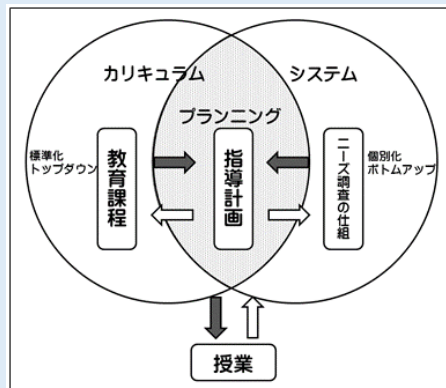 カリキュラム
システム
プランニング
標準化
トップダウン
教育課程
指導計画
ニーズ調査の仕組
個別化
ボトムアップ
授業